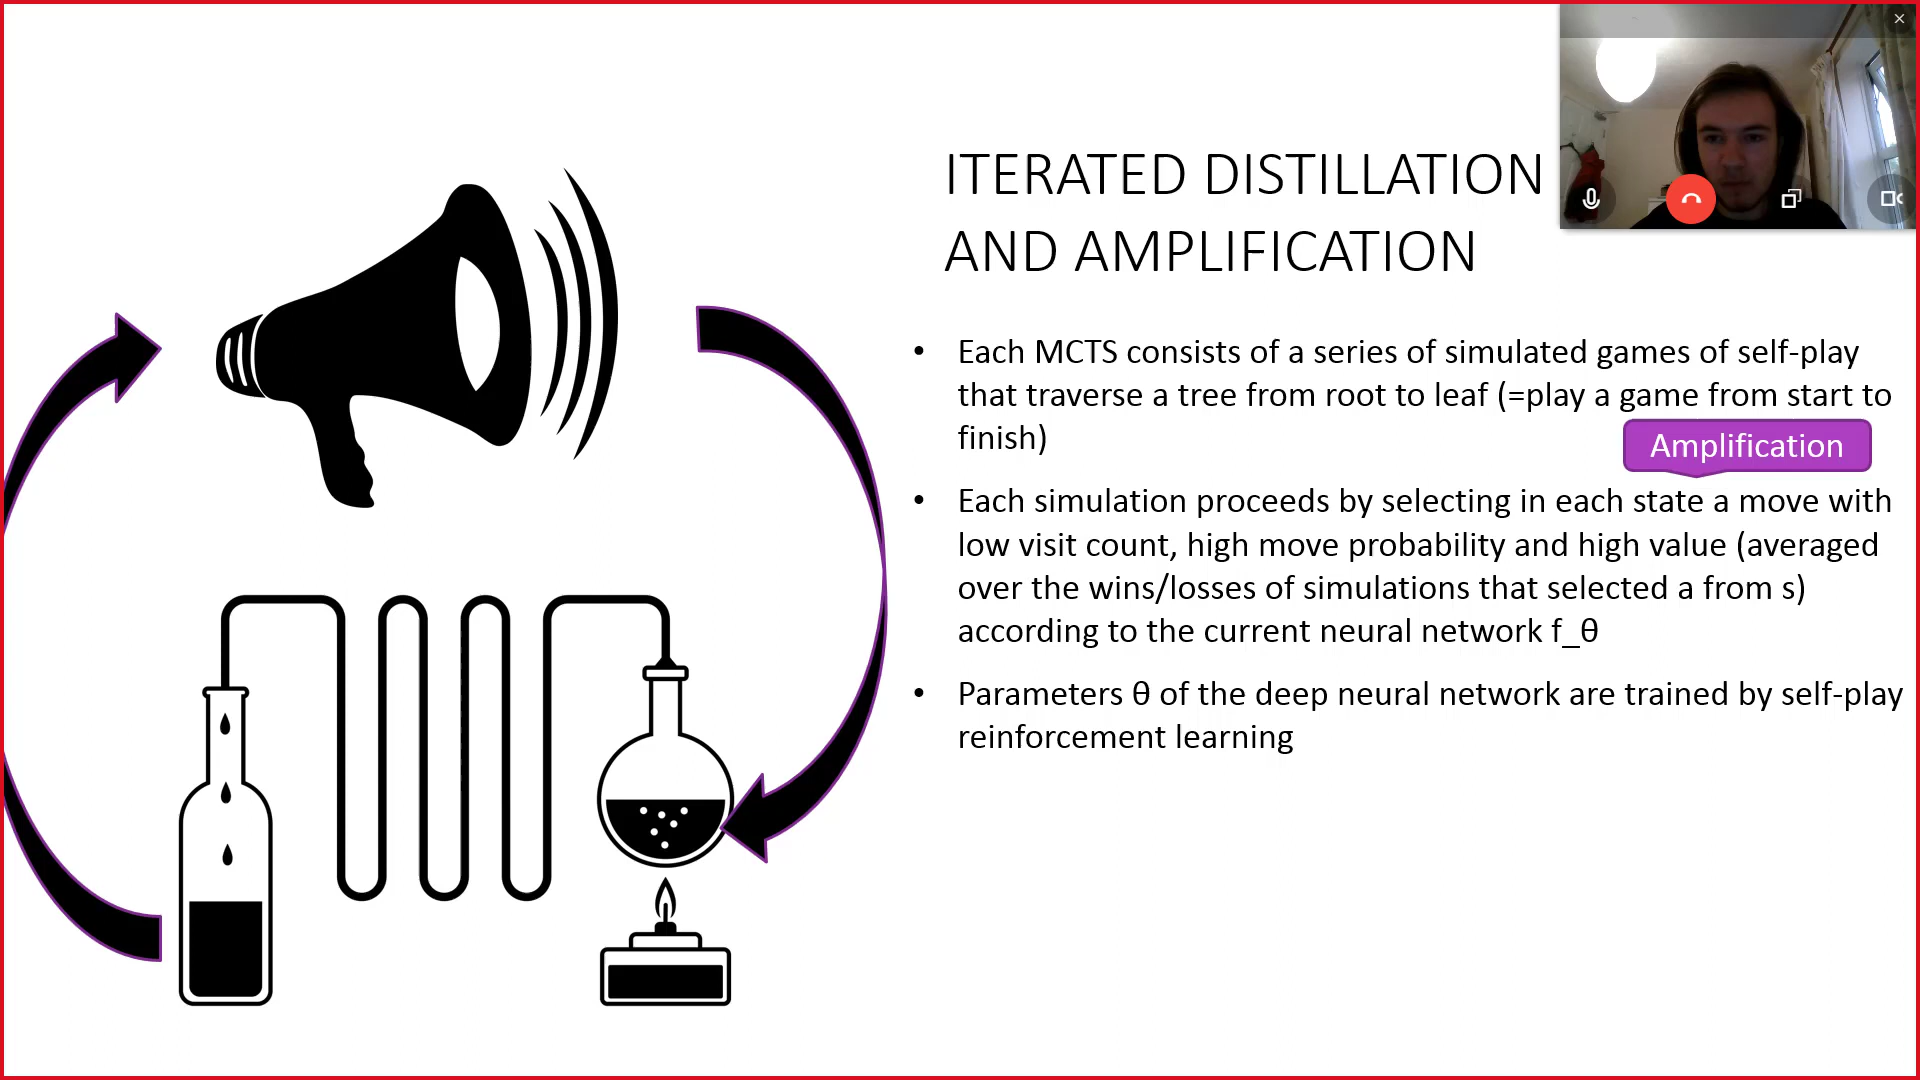 ITERATED DISTILLATION
AND AMPLIFICATION
• Each MCTS consists of a series of simulated games of self-play
that traverse a tree from root to leaf (=play a game from start to
finish)
Amplification
• Each simulation proceeds by selecting in each state a move with
low visit count, high move probability and high value (averaged
over the wins/losses of simulations that selected a from s)
according to the current neural network f_θ
• Parameters θ of the deep neural network are trained by self-play
reinforcement learning